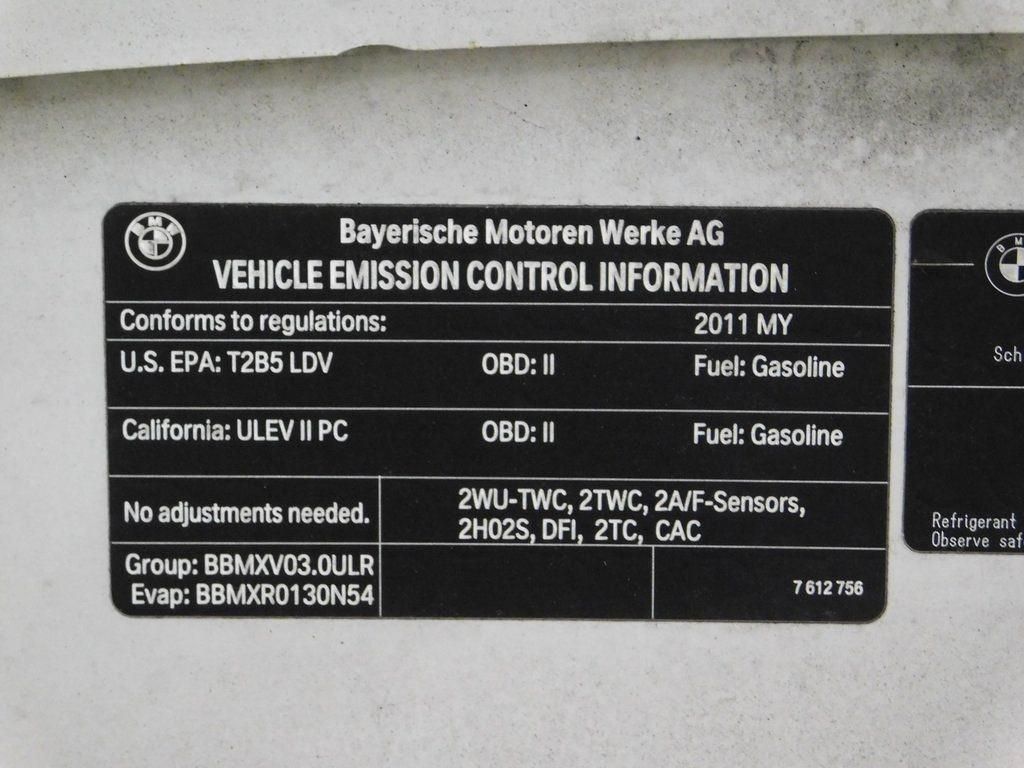 BMW
Bayerische Motoren Werke AG
VEHICLE EMISSION CONTROL INFORMATION
Conforms to regulations: 2011 MY
U.S. EPA: T2B5 LDV OBD: II Fuel: Gasoline
California: ULEV II PC OBD: II Fuel: Gasoline
No adjustments needed.
2WU-TWC, 2TWC, 2A/F-Sensors,
2H02S, DFI, 2TC, CAC
Group: BBMXV03.0ULR
Evap: BBMXR0130N54
7 612 756
B M
Sch
Refrigerant
Observe saf